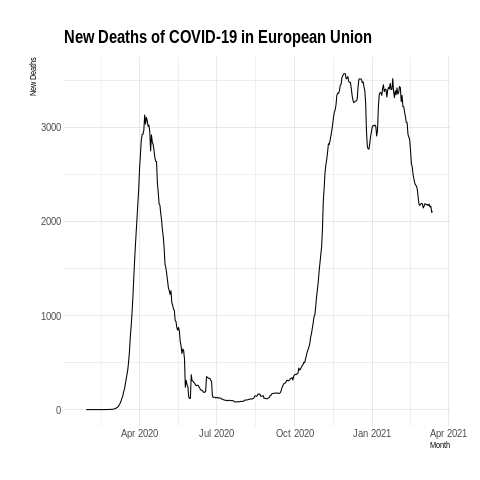 New Deaths of COVID-19 in European Union
New Deaths
3000
2000
1000
0
Apr 2020
Jul 2020
Oct 2020
Jan 2021
Apr 2021
Month